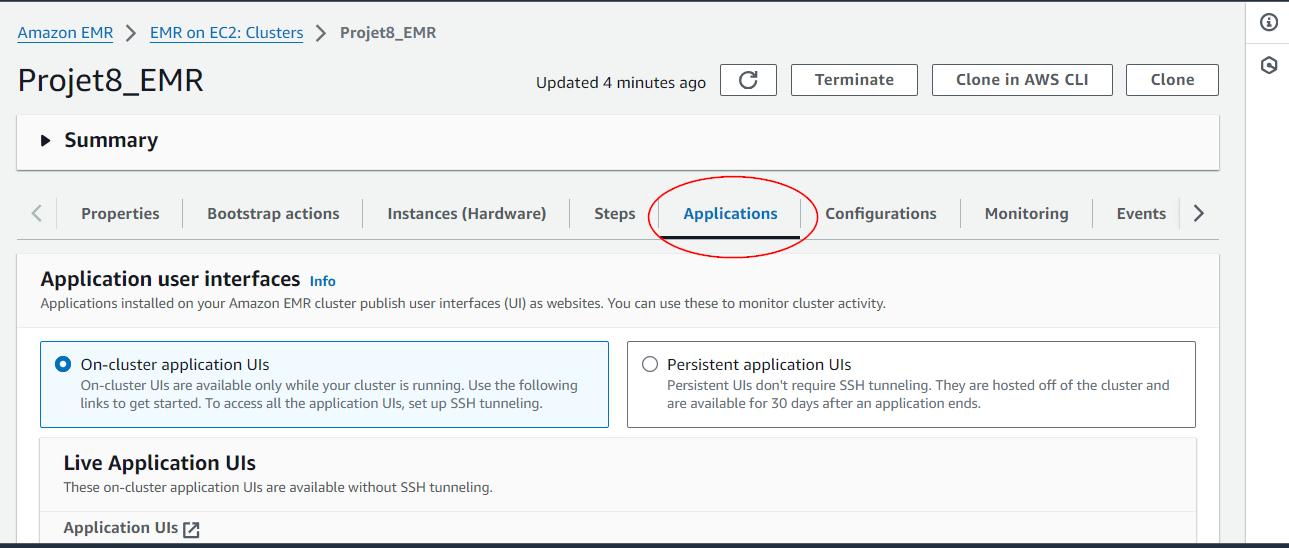 Amazon EMR > EMR on EC2: Clusters > Projet8_EMR
Projet8_EMR
Updated 4 minutes ago
Terminate
Clone in AWS CLI
Clone
Summary
Properties
Bootstrap actions
Instances (Hardware)
Steps
Applications
Configurations
Monitoring
Events
Application user interfaces Info
Applications installed on your Amazon EMR cluster publish user interfaces (UI) as websites. You can use these to monitor cluster activity.
On-cluster application UIs
On-cluster UIs are available only while your cluster is running. Use the following
links to get started. To access all the application UIs, set up SSH tunneling.
Persistent application UIs
Persistent UIs don't require SSH tunneling. They are hosted off of the cluster and
are available for 30 days after an application ends.
Live Application UIs
These on-cluster application UIs are available without SSH tunneling.
Application UIs